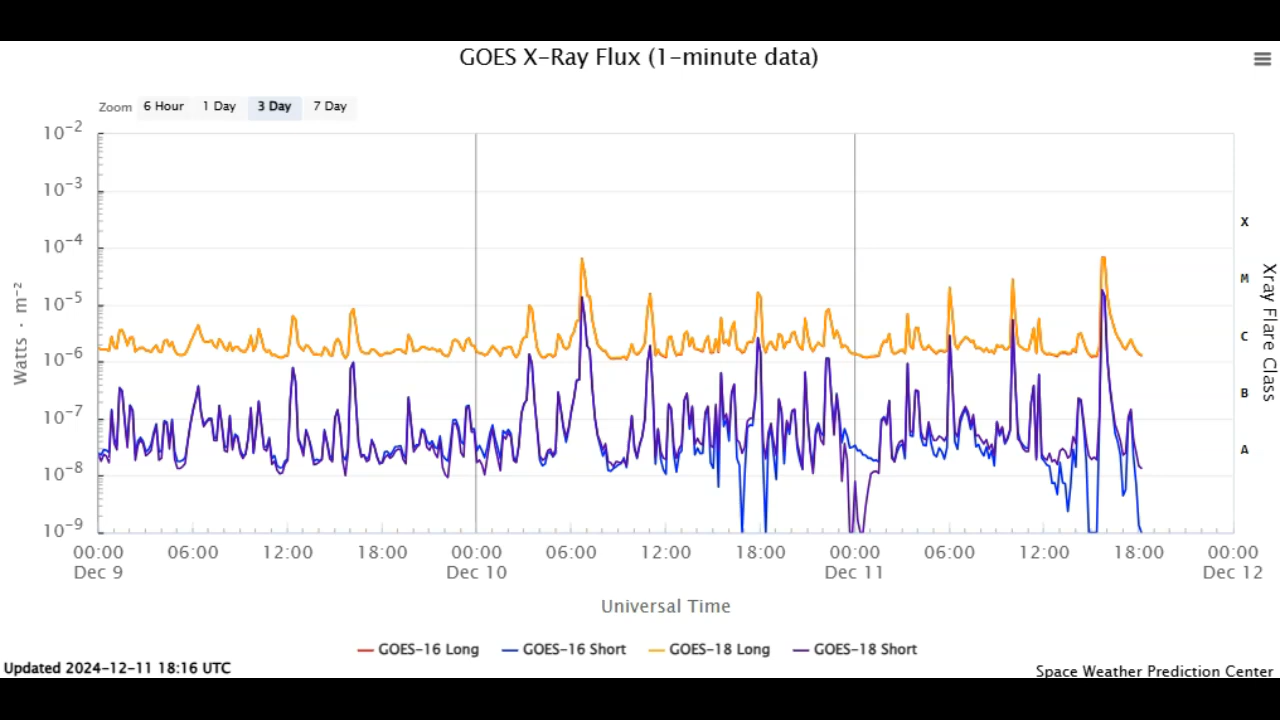 GOES X-Ray Flux (1-minute data)
Zoom 6 Hour 1 Day 3 Day 7 Day
10⁻²
10⁻³
10⁻⁴
10⁻⁵
10⁻⁶
10⁻⁷
10⁻⁸
10⁻⁹
Watts · m⁻²
X
M
C
B
A
Xray Flare Class
00:00 06:00 12:00 18:00 00:00 06:00 12:00 18:00 00:00 06:00 12:00 18:00 00:00
Dec 9 Dec 10 Dec 11 Dec 12
Universal Time
GOES-16 Long GOES-16 Short GOES-18 Long GOES-18 Short
Updated 2024-12-11 18:16 UTC
Space Weather Prediction Center